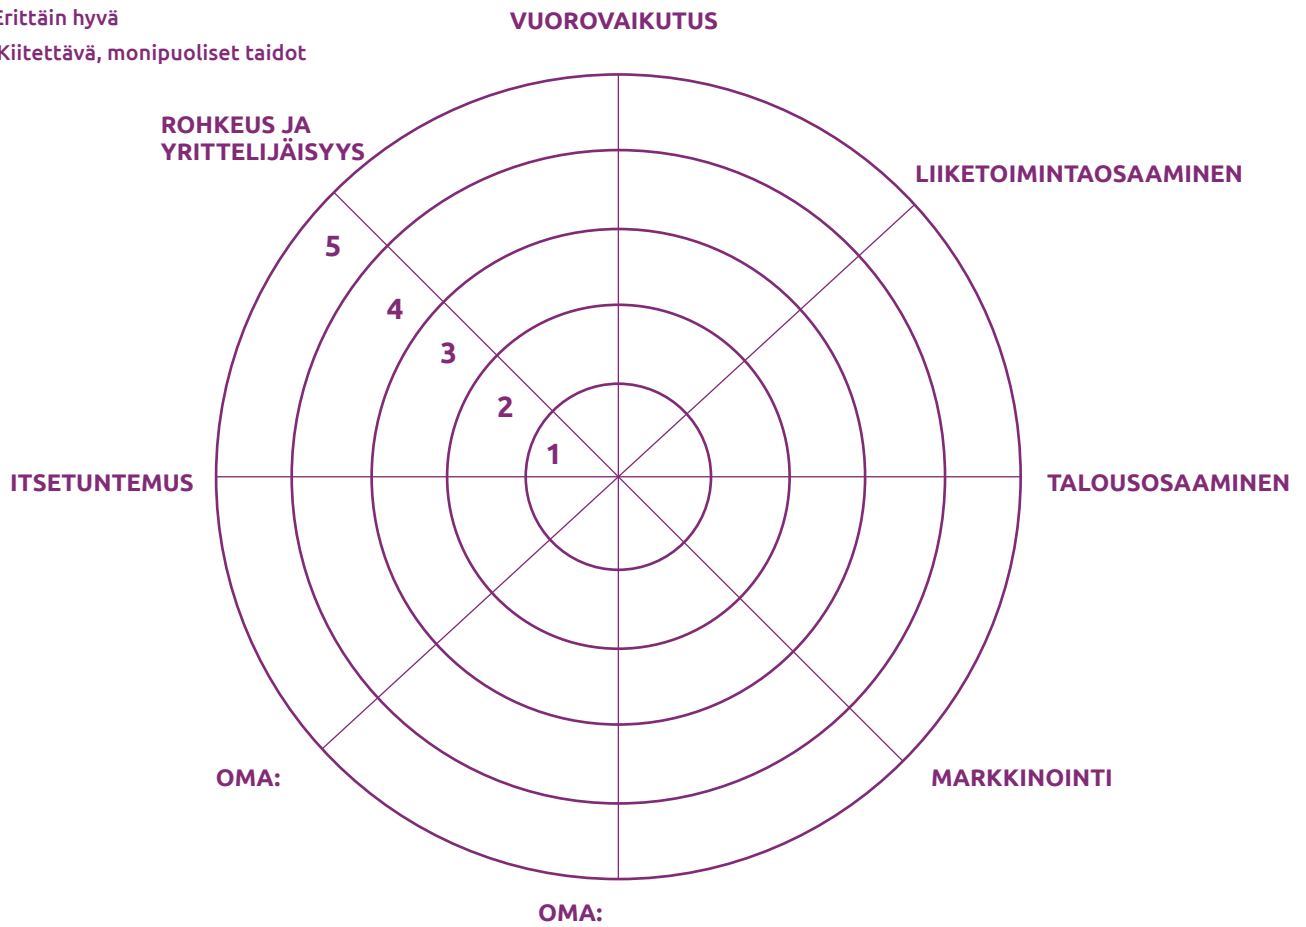 Erittäin hyvä
Kiitettävä, monipuoliset taidot
VUOROVAIKUTUS
ROHKEUS JA
YRITTELIJÄISYYS
LIIKETOIMINTAOSAAMINEN
5
4
3
2
1
ITSETUNTEMUS
TALOUSOSAAMINEN
OMA:
MARKKINOINTI
OMA: